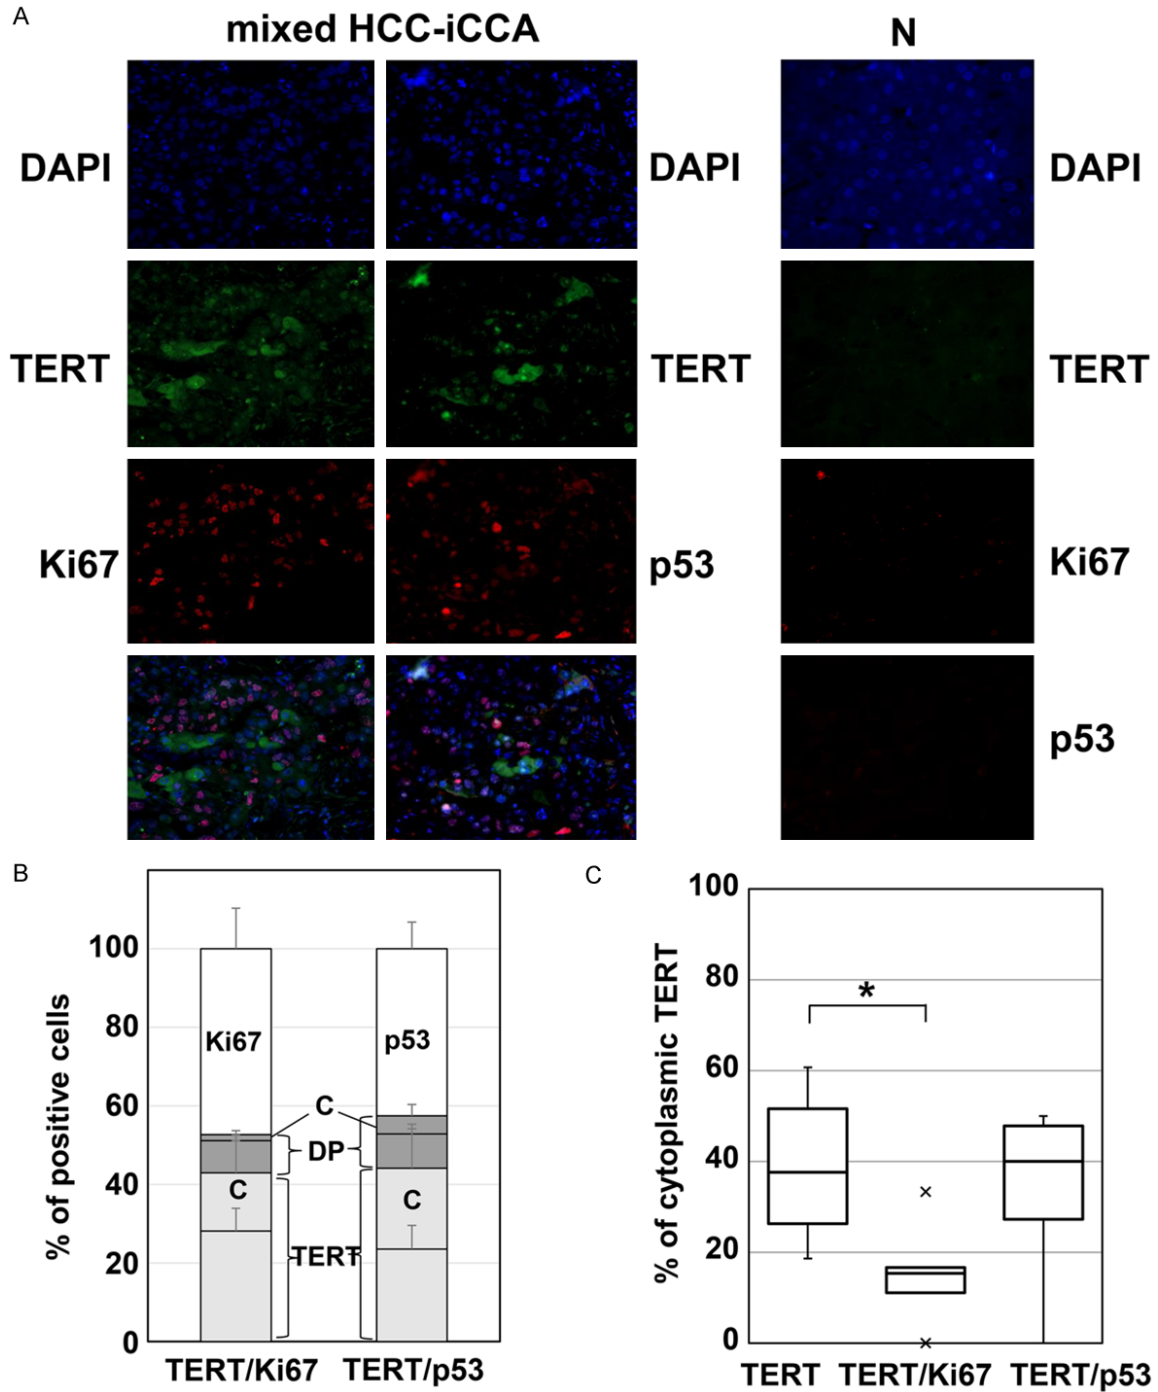 A
mixed HCC-iCCA
N
DAPI
DAPI
DAPI
TERT
TERT
TERT
Ki67
p53
Ki67
p53
B
% of positive cells
100
80
60
40
20
0
Ki67
p53
C
DP
C
C
TERT
TERT/Ki67
TERT/p53
C
% of cytoplasmic TERT
100
80
60
40
20
0
*
×
×
TERT
TERT/Ki67
TERT/p53